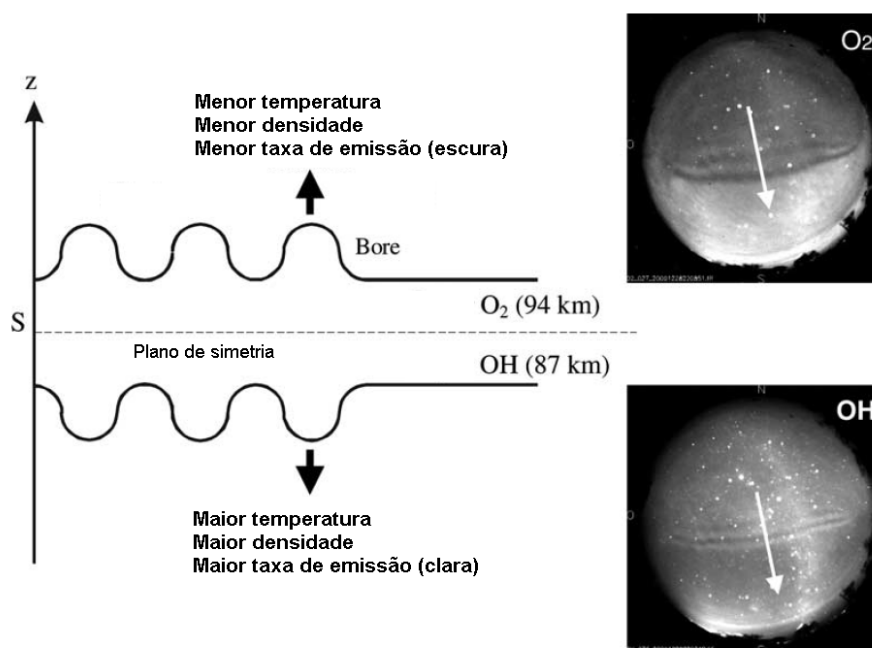 z
Menor temperatura
Menor densidade
Menor taxa de emissão (escura)
Bore
O₂ (94 km)
S
Plano de simetria
OH (87 km)
Maior temperatura
Maior densidade
Maior taxa de emissão (clara)
N
O₂
O
S
N
OH
O